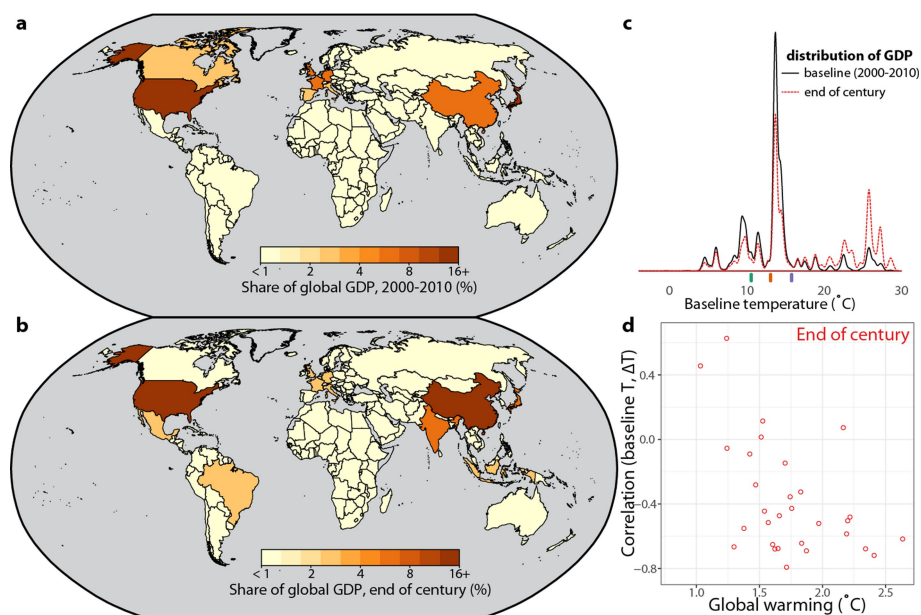 a
<1 2 4 8 16+
Share of global GDP, 2000-2010 (%)
b
<1 2 4 8 16+
Share of global GDP, end of century (%)
c
distribution of GDP
baseline (2000-2010)
end of century
0 10 20 30
Baseline temperature (˚C)
d
End of century
Correlation (baseline T, ΔT)
0.4
0.0
−0.4
−0.8
1.0 1.5 2.0 2.5
Global warming (˚C)